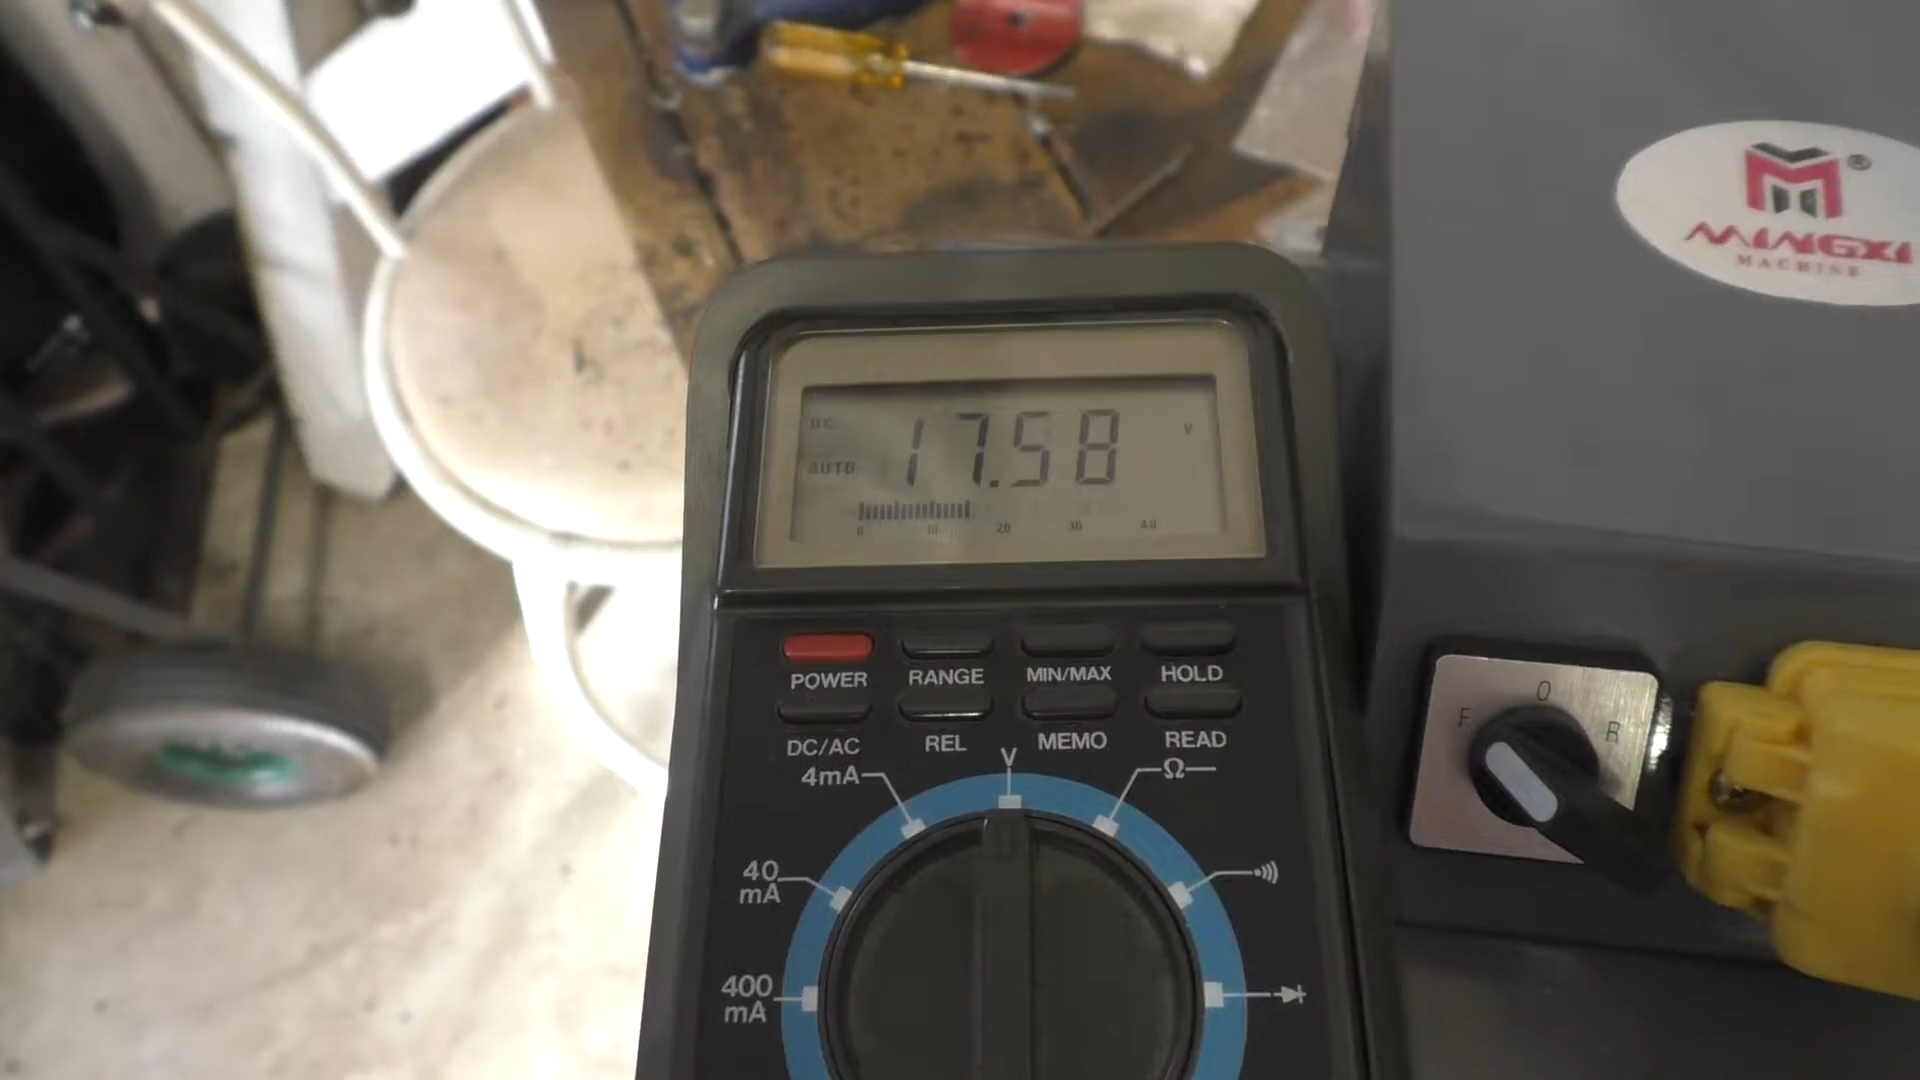 MINGXI
MACHINE
®
DC
17.58
V
AUTO
0 10 20 30 40
POWER
RANGE
MIN/MAX
HOLD
DC/AC
REL
MEMO
READ
4mA
V
Ω
40
mA
400
mA
F
O
R